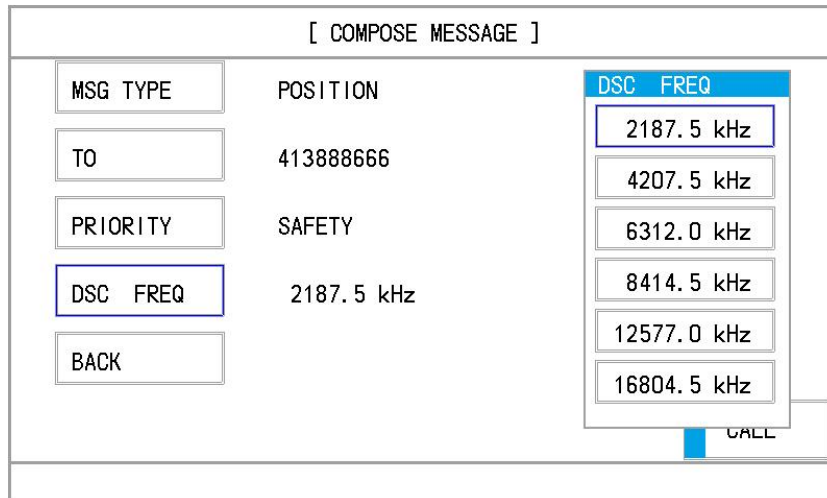 [ COMPOSE MESSAGE ]
MSG TYPE POSITION
TO 413888666
PRIORITY SAFETY
DSC FREQ 2187.5 kHz
BACK
DSC FREQ
2187.5 kHz
4207.5 kHz
6312.0 kHz
8414.5 kHz
12577.0 kHz
16804.5 kHz
CALL